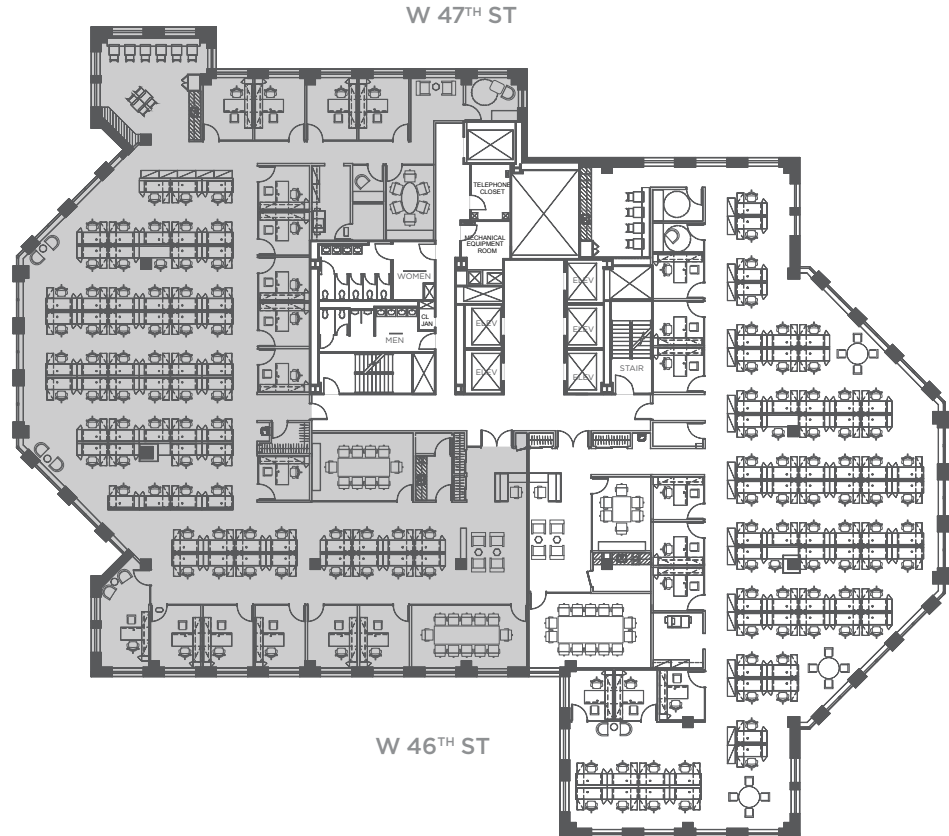 W 47TH ST
TELEPHONE
CLOSET
MECHANICAL
EQUIPMENT
ROOM
WOMEN
ELEV
CL
JAN
ELEV
ELEV
MEN
STAIR
ELEV
ELEV
W 46TH ST